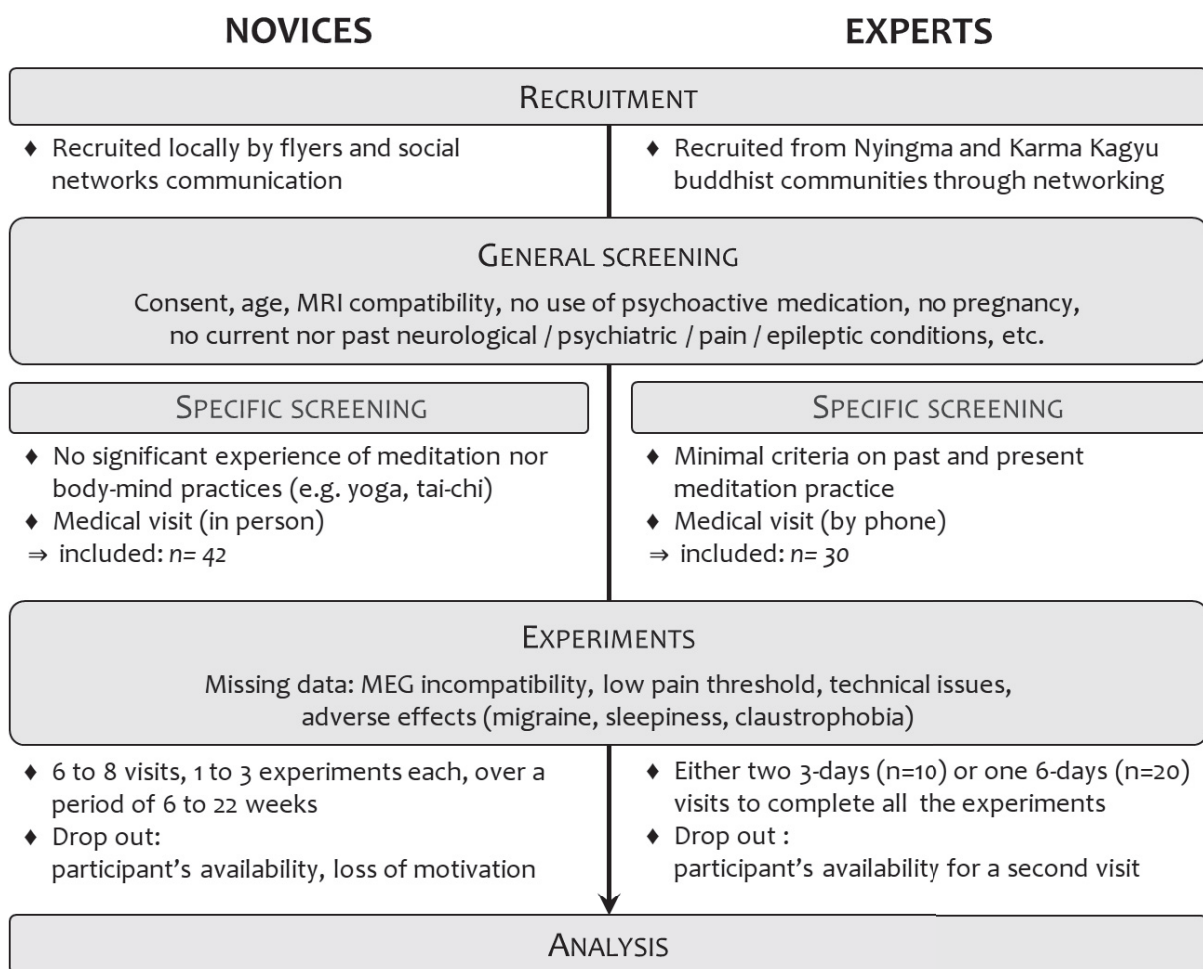 NOVICES
EXPERTS
RECRUITMENT
♦ Recruited locally by flyers and social
networks communication
♦ Recruited from Nyingma and Karma Kagyu
buddhist communities through networking
GENERAL SCREENING
Consent, age, MRI compatibility, no use of psychoactive medication, no pregnancy,
no current nor past neurological / psychiatric / pain / epileptic conditions, etc.
SPECIFIC SCREENING
♦ No significant experience of meditation nor
body-mind practices (e.g. yoga, tai-chi)
♦ Medical visit (in person)
⇒ included: n= 42
SPECIFIC SCREENING
♦ Minimal criteria on past and present
meditation practice
♦ Medical visit (by phone)
⇒ included: n= 30
EXPERIMENTS
Missing data: MEG incompatibility, low pain threshold, technical issues,
adverse effects (migraine, sleepiness, claustrophobia)
♦ 6 to 8 visits, 1 to 3 experiments each, over a
period of 6 to 22 weeks
♦ Drop out:
participant's availability, loss of motivation
♦ Either two 3-days (n=10) or one 6-days (n=20)
visits to complete all the experiments
♦ Drop out :
participant's availability for a second visit
ANALYSIS